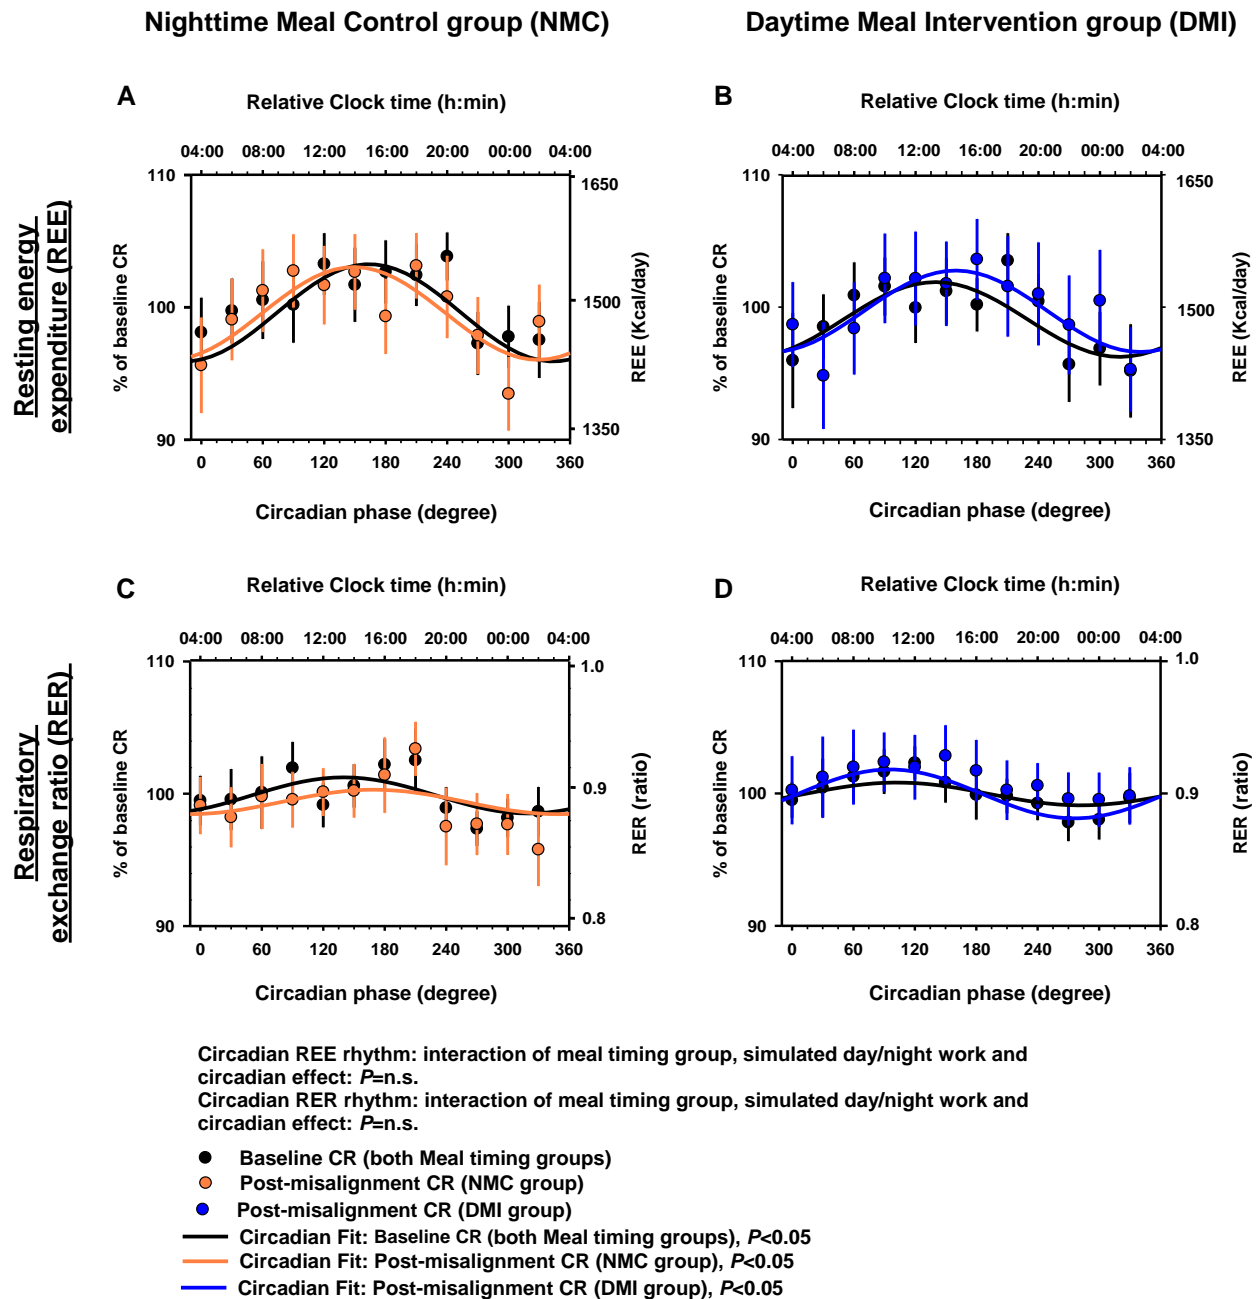 Nighttime Meal Control group (NMC)
Daytime Meal Intervention group (DMI)
Resting energy
expenditure (REE)
A
Relative Clock time (h:min)
04:00 08:00 12:00 16:00 20:00 00:00 04:00
110
100
90
% of baseline CR
1650
1500
1350
REE (Kcal/day)
0 60 120 180 240 300 360
Circadian phase (degree)
B
Relative Clock time (h:min)
04:00 08:00 12:00 16:00 20:00 00:00 04:00
110
100
90
% of baseline CR
1650
1500
1350
REE (Kcal/day)
0 60 120 180 240 300 360
Circadian phase (degree)
Respiratory
exchange ratio (RER)
C
Relative Clock time (h:min)
04:00 08:00 12:00 16:00 20:00 00:00 04:00
110
100
90
% of baseline CR
1.0
0.9
0.8
RER (ratio)
0 60 120 180 240 300 360
Circadian phase (degree)
D
Relative Clock time (h:min)
04:00 08:00 12:00 16:00 20:00 00:00 04:00
110
100
90
% of baseline CR
1.0
0.9
0.8
RER (ratio)
0 60 120 180 240 300 360
Circadian phase (degree)
Circadian REE rhythm: interaction of meal timing group, simulated day/night work and
circadian effect: P=n.s.
Circadian RER rhythm: interaction of meal timing group, simulated day/night work and
circadian effect: P=n.s.
Baseline CR (both Meal timing groups)
Post-misalignment CR (NMC group)
Post-misalignment CR (DMI group)
Circadian Fit: Baseline CR (both Meal timing groups), P<0.05
Circadian Fit: Post-misalignment CR (NMC group), P<0.05
Circadian Fit: Post-misalignment CR (DMI group), P<0.05